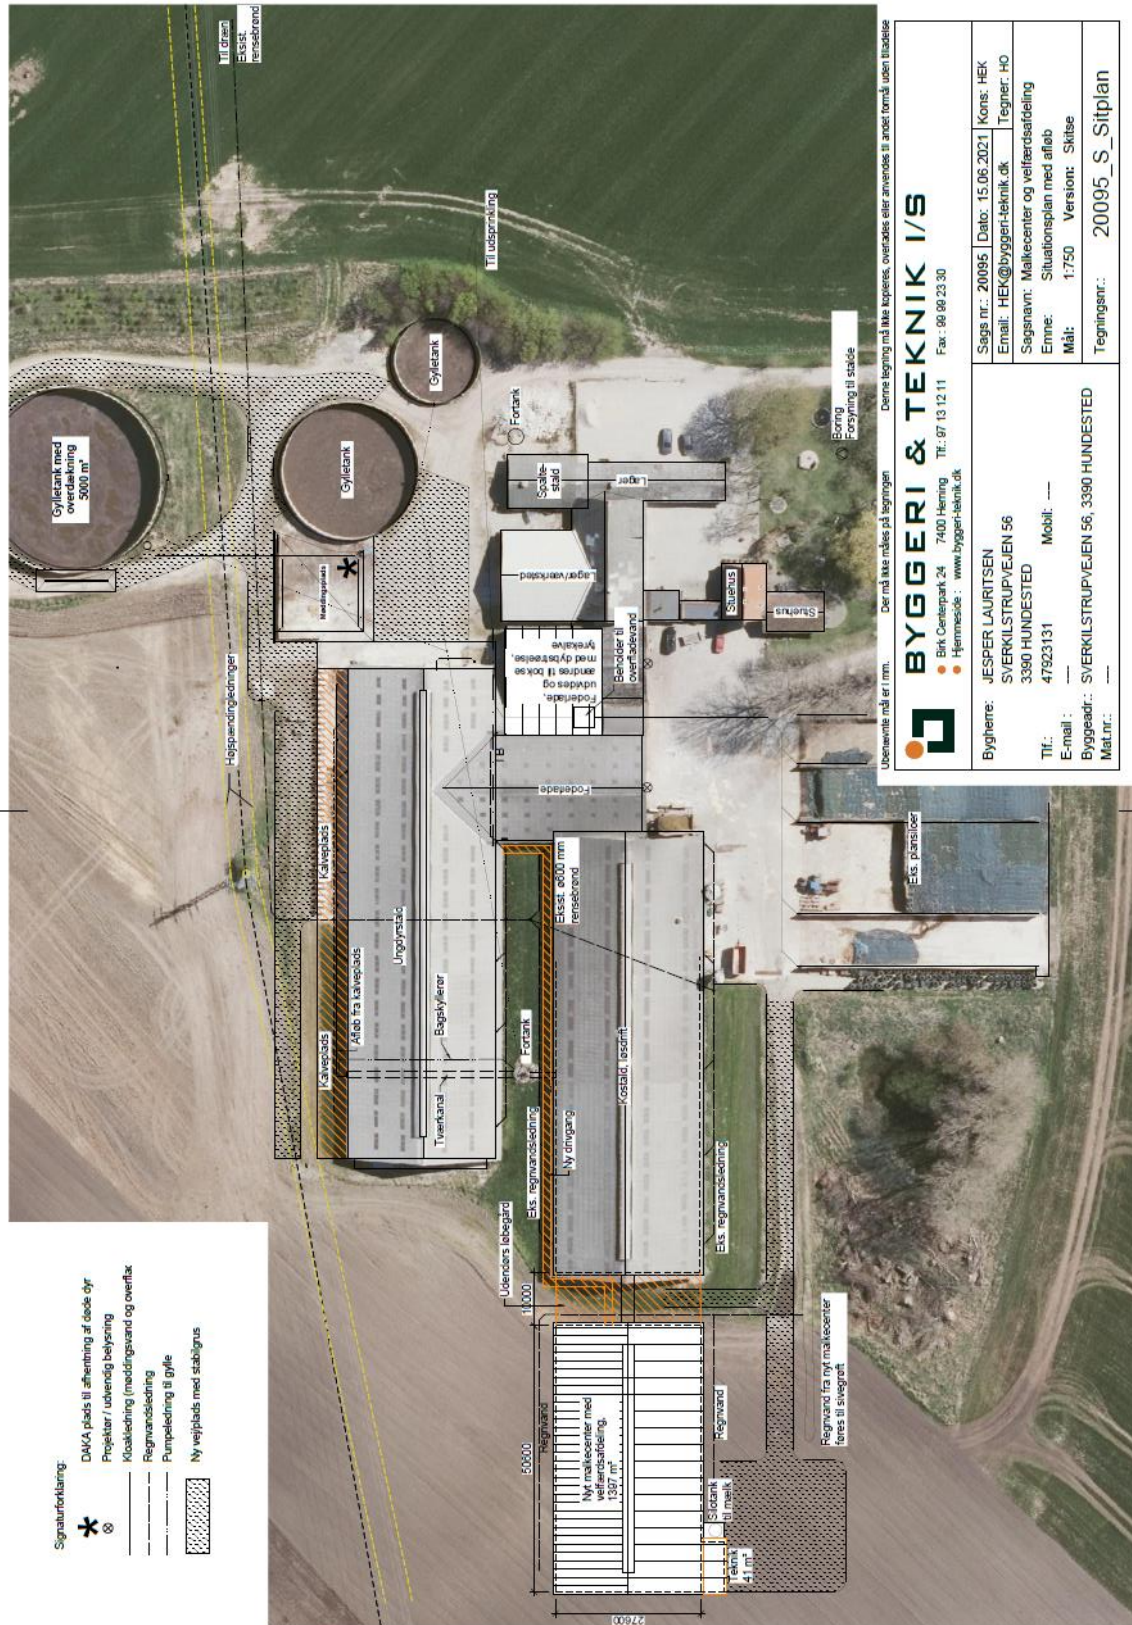 Signaturforklaring:
DAKA plads til afhentning af døde dyr
Projektør / udvendig belysning
Kloakledning (møddingsvand og overflac
Regnvandsledning
Pumpeledning til gylle
Ny vej/plads med stabilgrus
Til dræn
Eksist.
rensebrønd
Gylletank med
overdækning
5000 m³
Gylletank
Gylletank
Til udsprinkling
Fortank
Møddingsplads
Højspændingledninger
Spalte-
stald
Lager
Lager/værksted
Boring
Forsyning til stalde
Stuehus
Stuehus
Foderlade,
udvides og
ændres til bokse
med dybstrøelse,
tyrekalve
Beholder til
overfladevand
Foderlade
Kalveplads
Kalveplads
Afløb fra kalveplads
Ungdyrstald
Bagskyllerør
Tværkanal
Fortank
Eksist. ø600 mm
rensebrønd
Eks. plansiloer
Kostald, løsdrift
Ny drivgang
Eks. regnvandsledning
Eks. regnvandsledning
Udendørs løbegård
10000
50600
27600
Regnvand
Regnvand
Nyt malkecenter med
velfærdsafdeling,
1397 m²
Silotank
til mælk
Teknik
41 m²
Regnvand fra nyt malkecenter
føres til sivegrøft
Ubenævnte mål er i mm. Der må ikke måles på tegningen Denne tegning må ikke kopieres, overlades eller anvendes til andet formål uden tilladelse
BYGGERI & TEKNIK I/S
Birk Centerpark 24 7400 Herning Tlf.: 97 13 12 11 Fax : 99 99 23 30
Hjemmeside : www.byggeri-teknik.dk
Bygherre: JESPER LAURITSEN
SVERKILSTRUPVEJEN 56
3390 HUNDESTED
Tlf.: 47923131 Mobil: ----
E-mail : ----
Byggeadr.: SVERKILSTRUPVEJEN 56, 3390 HUNDESTED
Mat.nr.: ----
Sags nr.: 20095 Dato: 15.06.2021 Kons: HEK
Email: HEK@byggeri-teknik.dk Tegner: HO
Sagsnavn: Malkecenter og velfærdsafdeling
Emne: Situationsplan med afløb
Mål: 1:750 Version: Skitse
Tegningsnr.: 20095_S_Sitplan